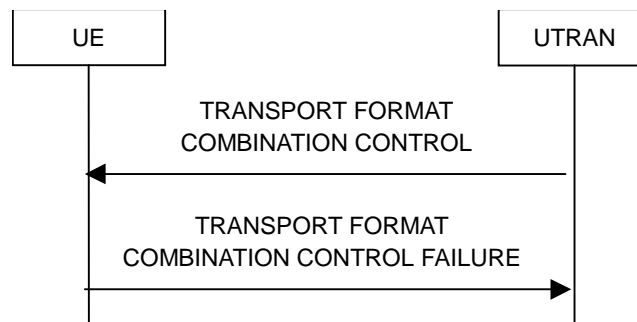 UE
UTRAN
TRANSPORT FORMAT
COMBINATION CONTROL
TRANSPORT FORMAT
COMBINATION CONTROL FAILURE